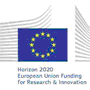 Horizon 2020
European Union Funding
for Research & Innovation